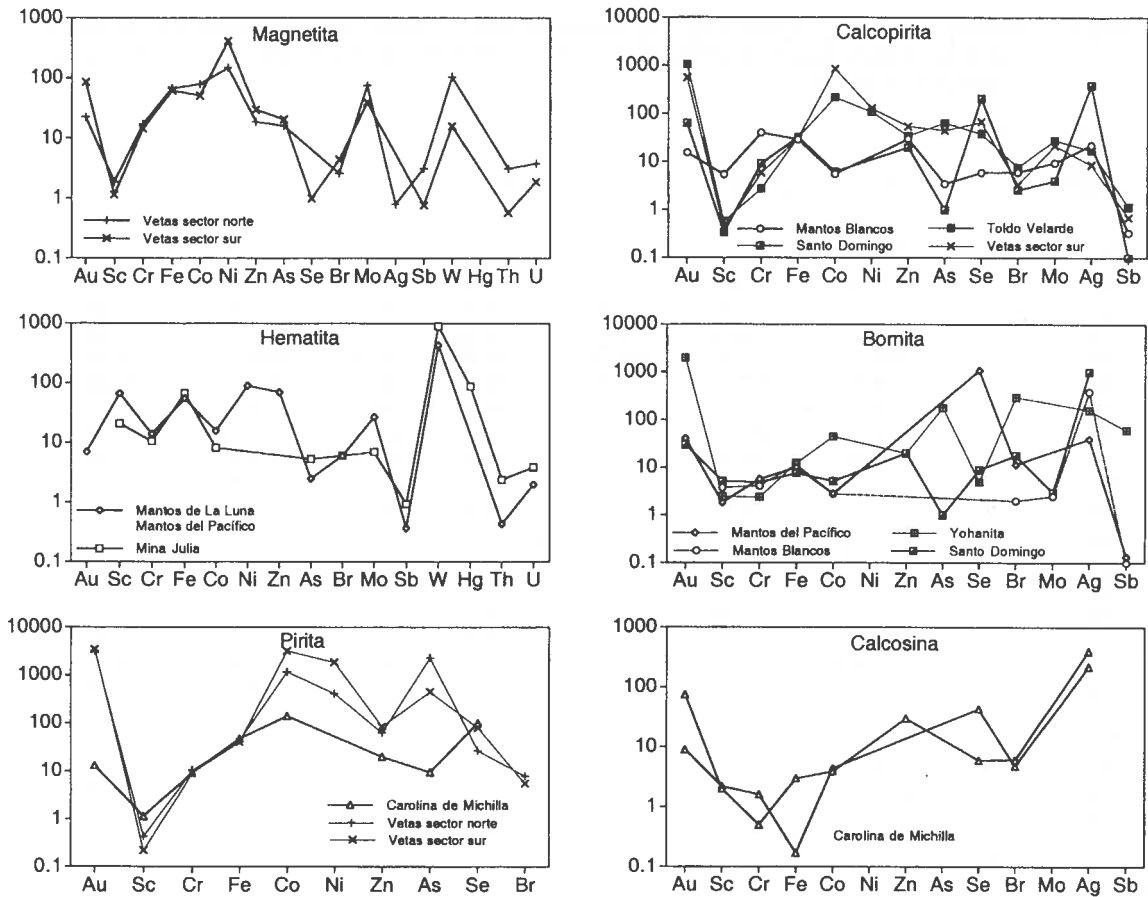 Magnetita
1000
100
10
1
0.1
Vetas sector norte
Vetas sector sur
Au Sc Cr Fe Co Ni Zn As Se Br Mo Ag Sb W Hg Th U
Calcopirita
10000
1000
100
10
1
0.1
Mantos Blancos
Toldo Velarde
Santo Domingo
Vetas sector sur
Au Sc Cr Fe Co Ni Zn As Se Br Mo Ag Sb
Hematita
1000
100
10
1
0.1
Mantos de La Luna
Mantos del Pacífico
Mina Julia
Au Sc Cr Fe Co Ni Zn As Br Mo Sb W Hg Th U
Bornita
10000
1000
100
10
1
0.1
Mantos del Pacífico
Yohanita
Mantos Blancos
Santo Domingo
Au Sc Cr Fe Co Ni Zn As Se Br Mo Ag Sb
Pirita
10000
1000
100
10
1
0.1
Carolina de Michilla
Vetas sector norte
Vetas sector sur
Au Sc Cr Fe Co Ni Zn As Se Br
Calcosina
1000
100
10
1
0.1
Carolina de Michilla
Au Sc Cr Fe Co Ni Zn As Se Br Mo Ag Sb